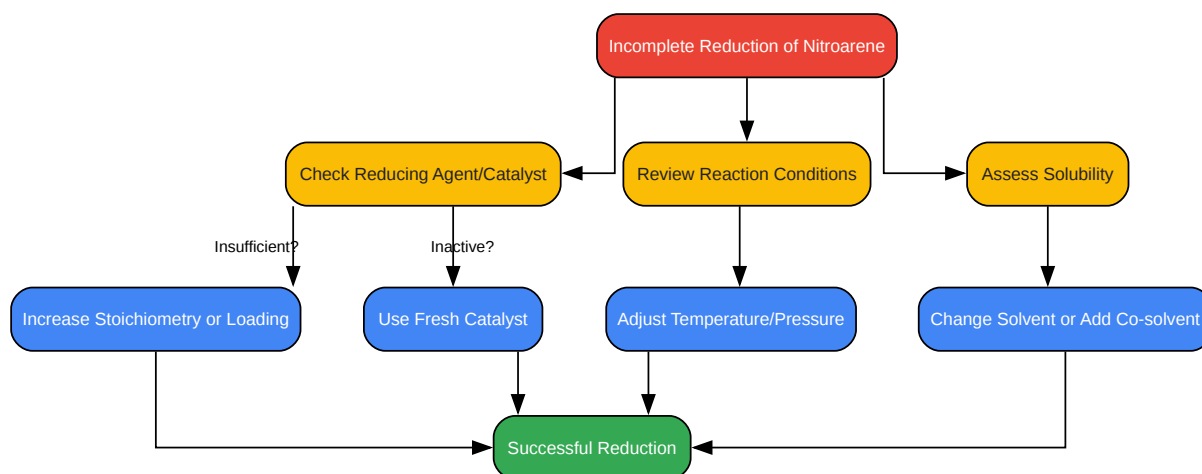 Incomplete Reduction of Nitroarene
Check Reducing Agent/Catalyst
Review Reaction Conditions
Assess Solubility
Insufficient?
Inactive?
Increase Stoichiometry or Loading
Use Fresh Catalyst
Adjust Temperature/Pressure
Change Solvent or Add Co-solvent
Successful Reduction